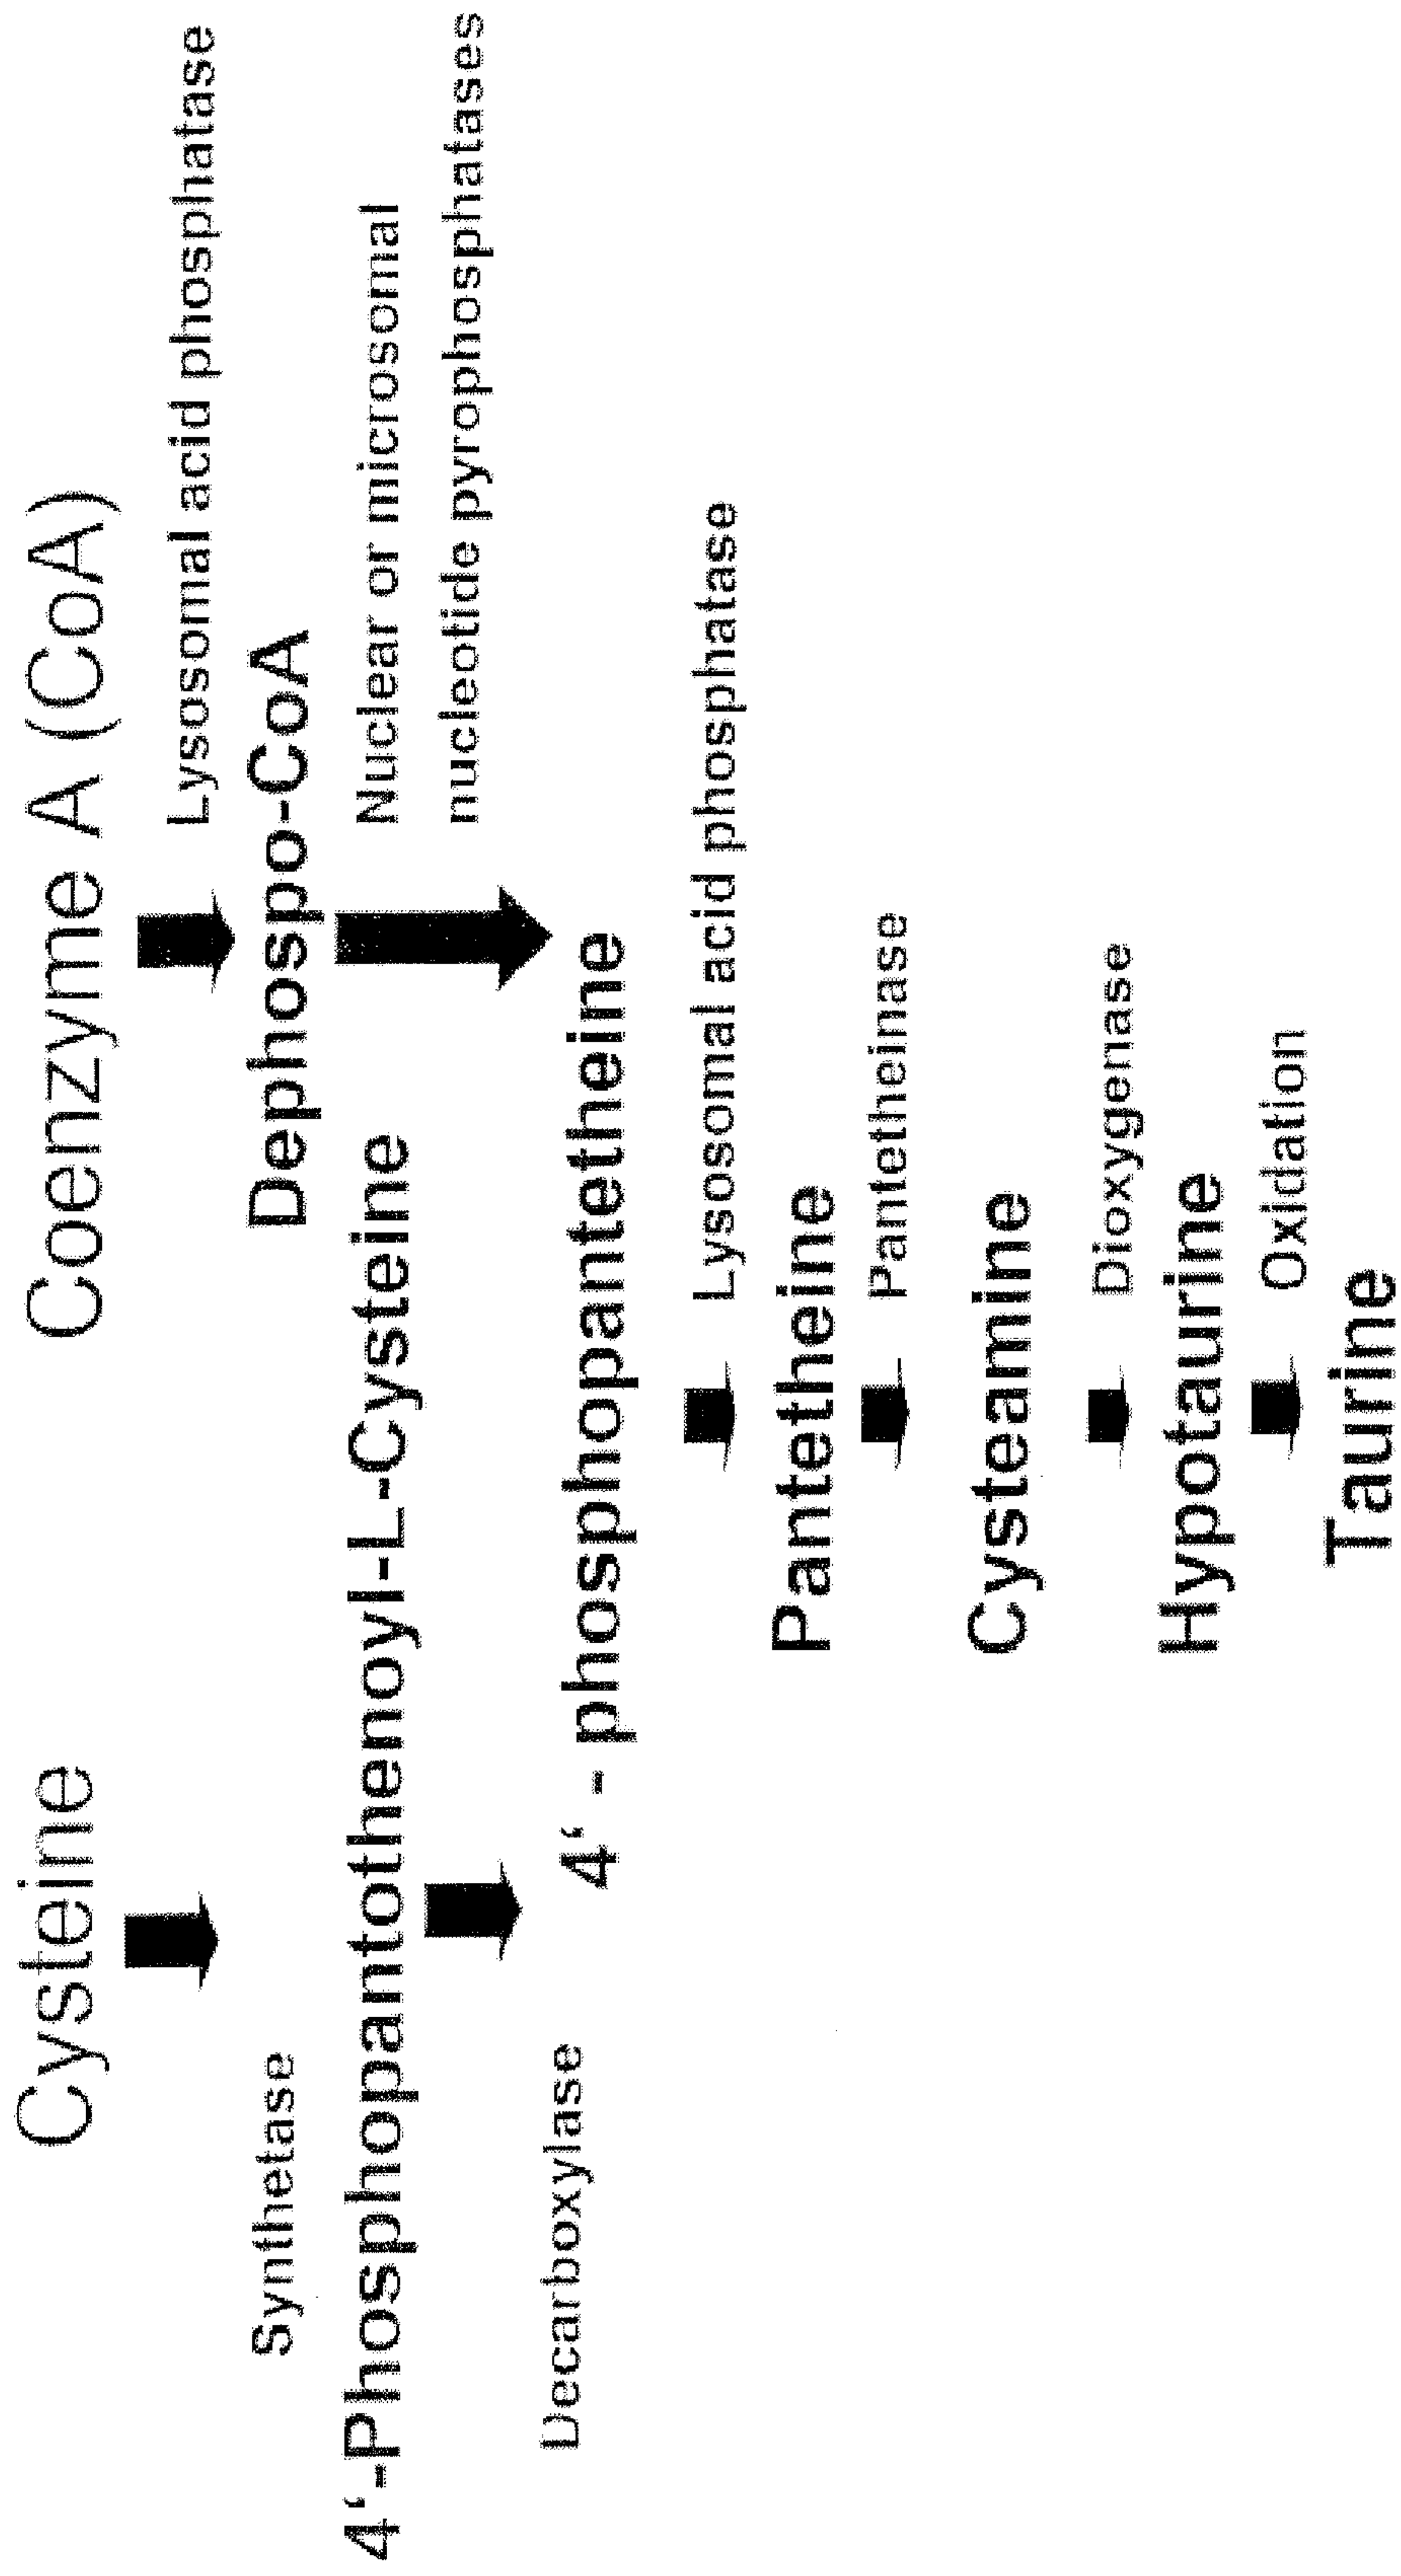 Cysteine
Coenzyme A (CoA)
Lysosomal acid phosphatase
Synthetase
Dephospo-CoA
4‘-Phosphopantothenoyl-L-Cysteine
Nuclear or microsomal
nucleotide pyrophosphatases
Decarboxylase
4‘ - phosphopantetheine
Lysosomal acid phosphatase
Pantetheine
Pantetheinase
Cysteamine
Dioxygenase
Hypotaurine
Oxidation
Taurine